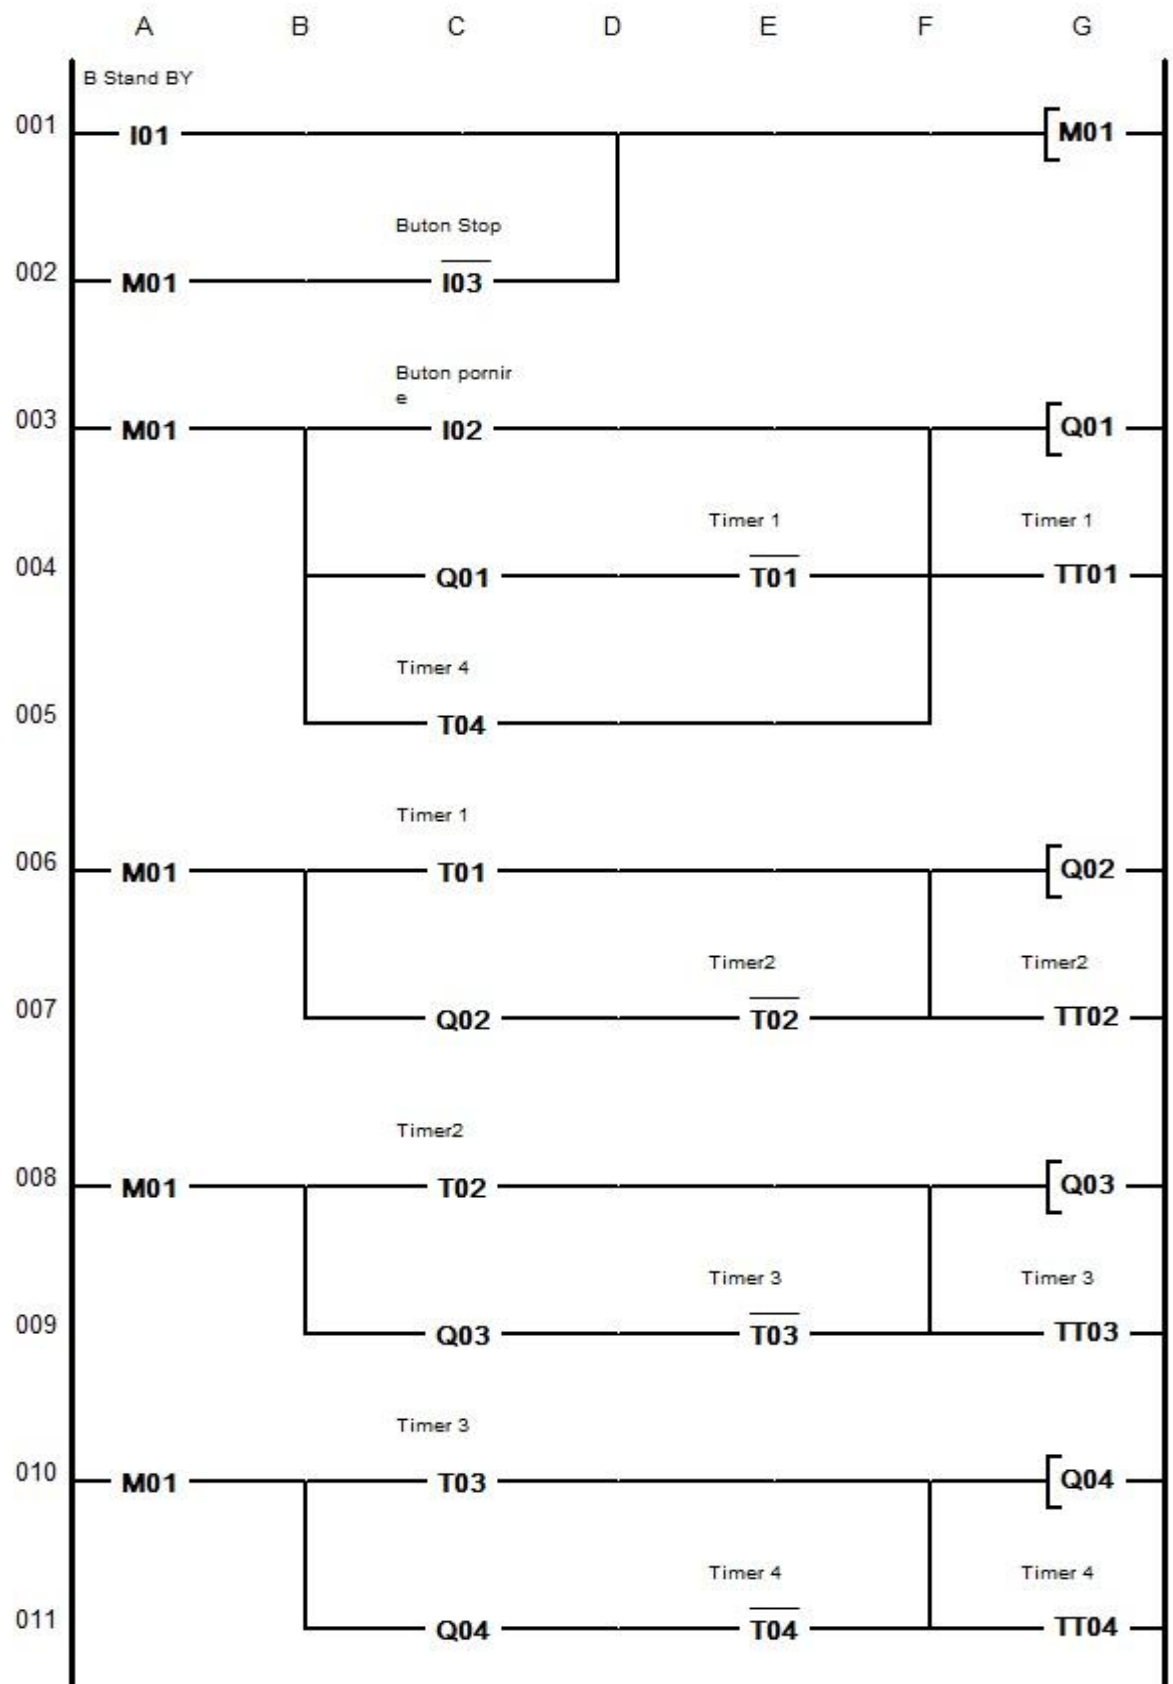 A B C D E F G
B Stand BY
001 I01 M01
Buton Stop
002 M01 I03
Buton pornir
e
003 M01 I02 Q01
Timer 1 Timer 1
004 Q01 T01 TT01
Timer 4
005 T04
Timer 1
006 M01 T01 Q02
Timer2 Timer2
007 Q02 T02 TT02
Timer2
008 M01 T02 Q03
Timer 3 Timer 3
009 Q03 T03 TT03
Timer 3
010 M01 T03 Q04
Timer 4 Timer 4
011 Q04 T04 TT04